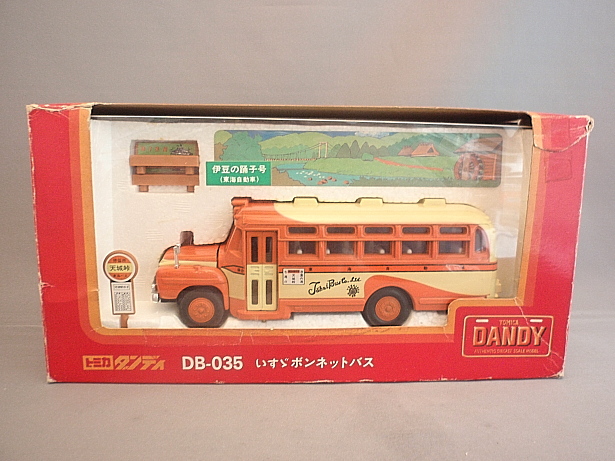 伊豆の踊子号
(東海自動車)
天城峠
Tokai Bus Co., Ltd.
トミカ ダンディ DB-035 いすゞボンネットバス
TOMICA
DANDY
AUTHENTIC DIECAST SCALE MODEL